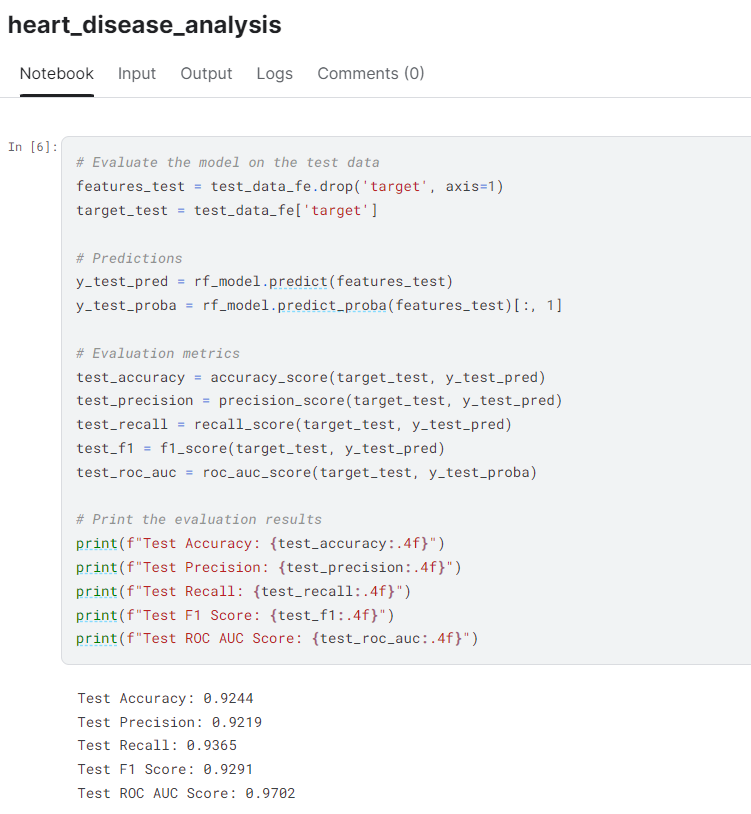 heart_disease_analysis
Notebook Input Output Logs Comments (0)
In [6]:
# Evaluate the model on the test data
features_test = test_data_fe.drop('target', axis=1)
target_test = test_data_fe['target']
# Predictions
y_test_pred = rf_model.predict(features_test)
y_test_proba = rf_model.predict_proba(features_test)[:, 1]
# Evaluation metrics
test_accuracy = accuracy_score(target_test, y_test_pred)
test_precision = precision_score(target_test, y_test_pred)
test_recall = recall_score(target_test, y_test_pred)
test_f1 = f1_score(target_test, y_test_pred)
test_roc_auc = roc_auc_score(target_test, y_test_proba)
# Print the evaluation results
print(f"Test Accuracy: {test_accuracy:.4f}")
print(f"Test Precision: {test_precision:.4f}")
print(f"Test Recall: {test_recall:.4f}")
print(f"Test F1 Score: {test_f1:.4f}")
print(f"Test ROC AUC Score: {test_roc_auc:.4f}")
Test Accuracy: 0.9244
Test Precision: 0.9219
Test Recall: 0.9365
Test F1 Score: 0.9291
Test ROC AUC Score: 0.9702